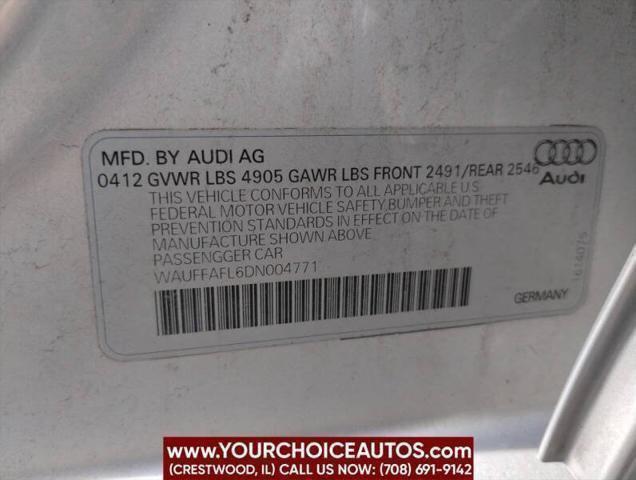 MFD. BY AUDI AG
0412 GVWR LBS 4905 GAWR LBS FRONT 2491/REAR 2546
Audi
THIS VEHICLE CONFORMS TO ALL APPLICABLE U.S.
FEDERAL MOTOR VEHICLE SAFETY,BUMPER AND THEFT
PREVENTION STANDARDS IN EFFECT ON THE DATE OF
MANUFACTURE SHOWN ABOVE
PASSENGGER CAR
WAUFFAFL6DN004771
1614075
GERMANY
WWW.YOURCHOICEAUTOS.COM
(CRESTWOOD, IL) CALL US NOW: (708) 691-9142